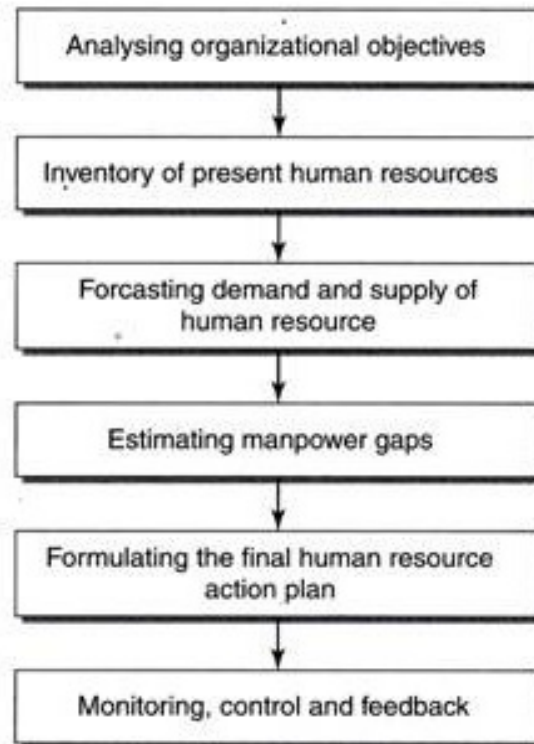 Analysing organizational objectives
Inventory of present human resources
Forcasting demand and supply of
human resource
Estimating manpower gaps
Formulating the final human resource
action plan
Monitoring, control and feedback